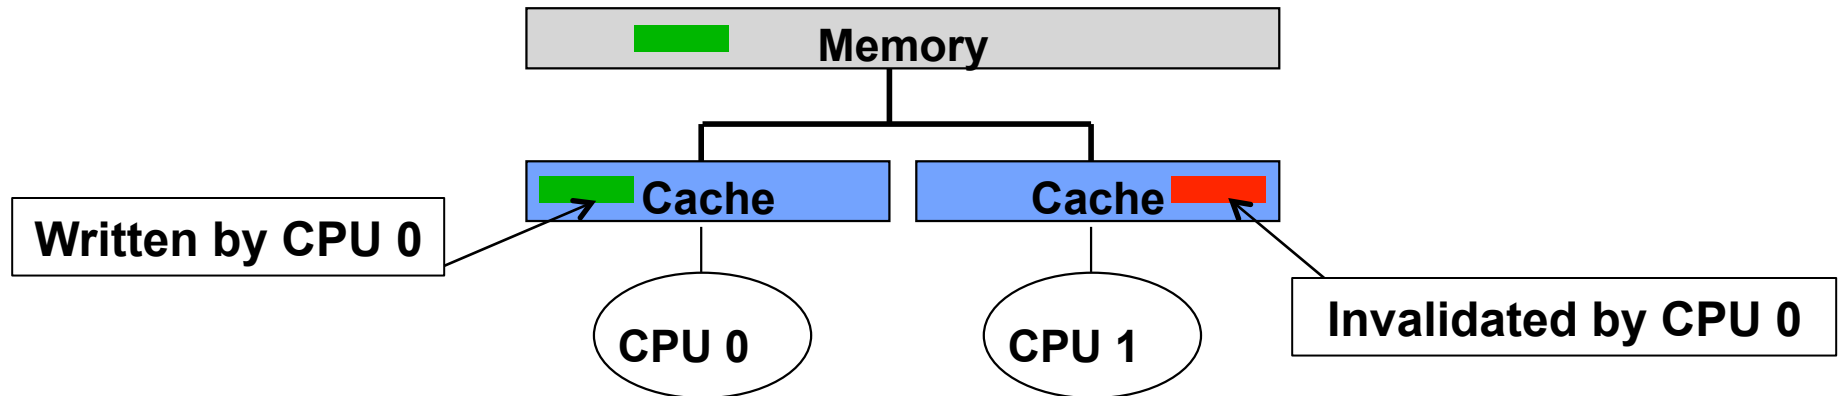 Memory
Cache
Cache
Written by CPU 0
Invalidated by CPU 0
CPU 0
CPU 1